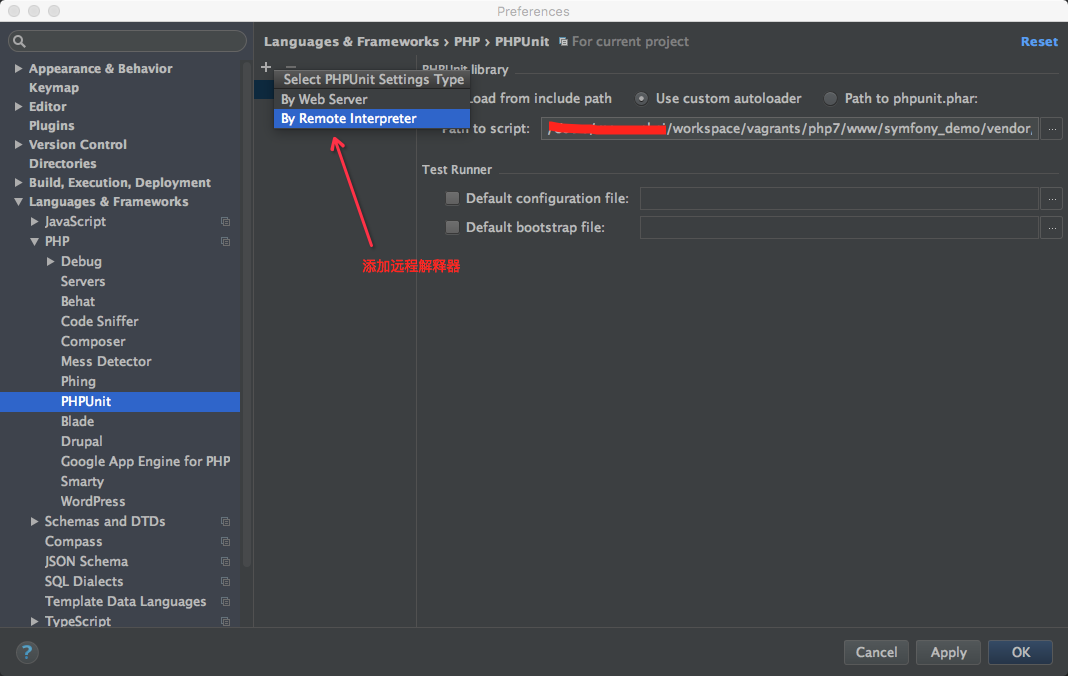 Preferences
Languages & Frameworks › PHP › PHPUnit For current project Reset
Appearance & Behavior
Keymap
Editor
Plugins
Version Control
Directories
Build, Execution, Deployment
Languages & Frameworks
JavaScript
PHP
Debug
Servers
Behat
Code Sniffer
Composer
Mess Detector
Phing
PHPUnit
Blade
Drupal
Google App Engine for PHP
Smarty
WordPress
Schemas and DTDs
Compass
JSON Schema
SQL Dialects
Template Data Languages
TypeScript
Select PHPUnit Settings Type
By Web Server
By Remote Interpreter
添加远程解释器
PHPUnit library
Load from include path Use custom autoloader Path to phpunit.phar:
Path to script: /workspace/vagrants/php7/www/symfony_demo/vendor/ ...
Test Runner
Default configuration file: ...
Default bootstrap file: ...
? Cancel Apply OK